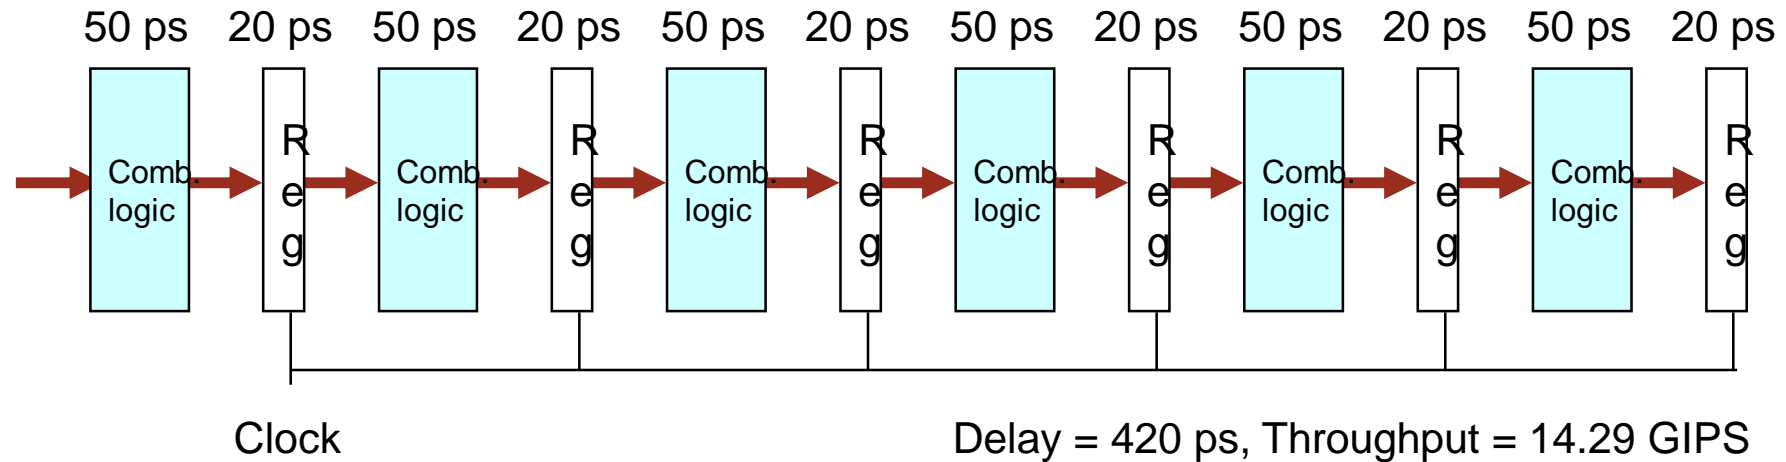 50 ps 20 ps 50 ps 20 ps 50 ps 20 ps 50 ps 20 ps 50 ps 20 ps 50 ps 20 ps
Comb.
logic
R
e
g
Comb.
logic
R
e
g
Comb.
logic
R
e
g
Comb.
logic
R
e
g
Comb.
logic
R
e
g
Comb.
logic
R
e
g
Clock
Delay = 420 ps, Throughput = 14.29 GIPS